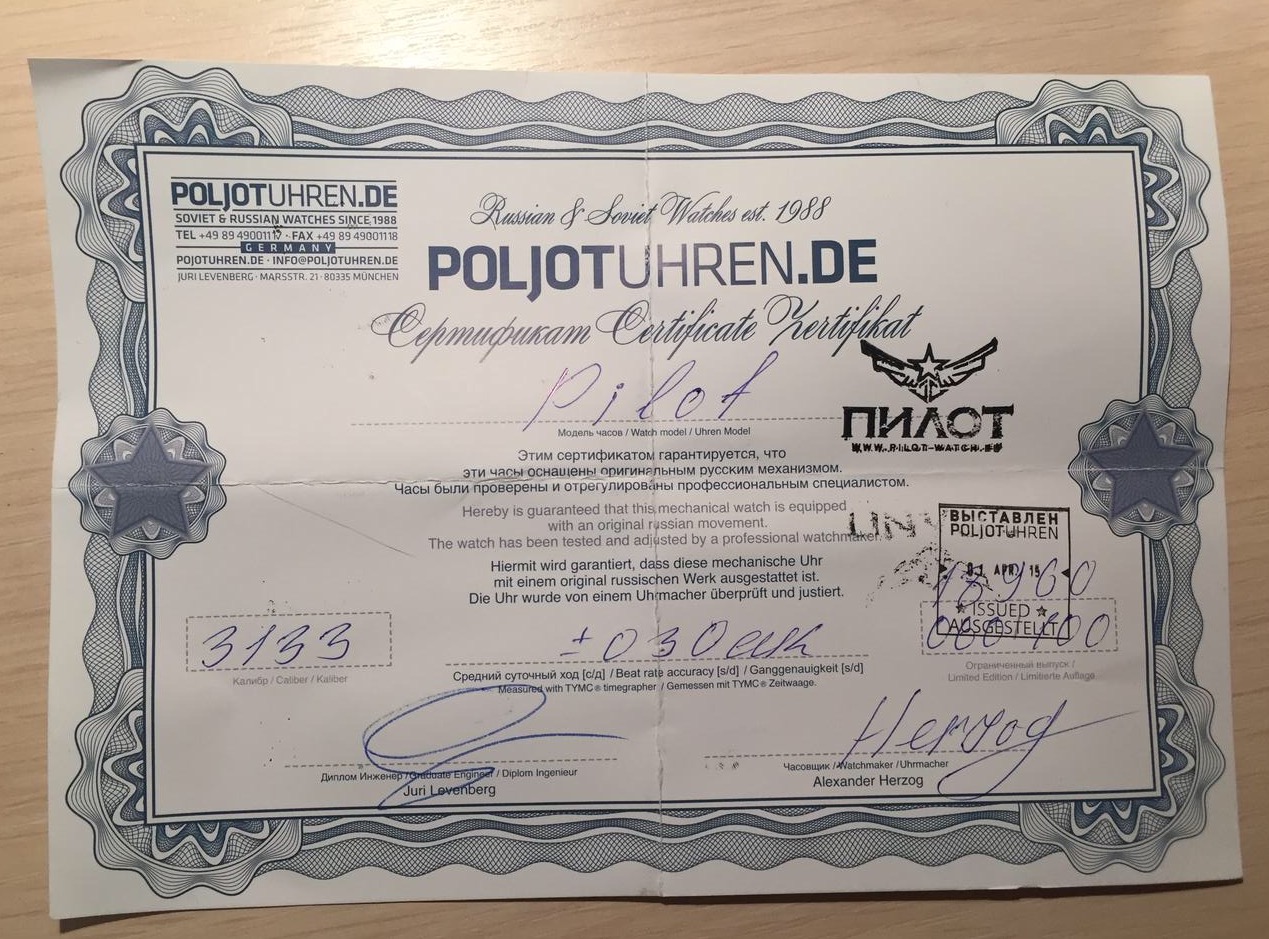 POLJOTUHREN.DE
SOVIET & RUSSIAN WATCHES SINCE 1988
TEL +49 89 49001117 · FAX +49 89 49001118
GERMANY
POJOTUHREN.DE · INFO@POLJOTUHREN.DE
JURI LEVENBERG · MARSSTR. 21 · 80335 MÜNCHEN
Russian & Soviet Watches est. 1988
POLJOTUHREN.DE
Сертификат Certificate Zertifikat
Pilot
Модель часов / Watch model / Uhren Model
ПИЛОТ
WWW.PILOT-WATCH.RU
Этим сертификатом гарантируется, что
эти часы оснащены оригинальным русским механизмом.
Часы были проверены и отрегулированы профессиональным специалистом.
Hereby is guaranteed that this mechanical watch is equipped
with an original russian movement.
The watch has been tested and adjusted by a professional watchmaker.
Hiermit wird garantiert, dass diese mechanische Uhr
mit einem original russischen Werk ausgestattet ist.
Die Uhr wurde von einem Uhrmacher überprüft und justiert.
ВЫСТАВЛЕН
POLJOTUHREN
01 APR 15
ISSUED
AUSGESTELLT
3133
Калибр / Caliber / Kaliber
Средний суточный ход [с/д] / Beat rate accuracy [s/d] / Ganggenauigkeit [s/d]
Measured with TYMC ® timegrapher / Gemessen mit TYMC ® Zeitwaage.
Ограниченный выпуск /
Limited Edition / Limitierte Auflage
Диплом Инженер /Graduate Engineer / Diplom Ingenieur
Juri Levenberg
Herzog
Часовщик / Watchmaker / Uhrmacher
Alexander Herzog